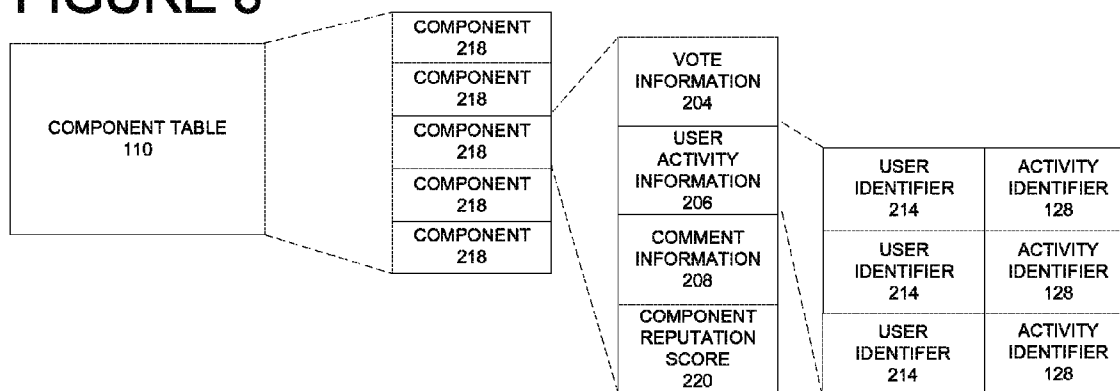 FIGURE 8
COMPONENT TABLE
110
COMPONENT
218
COMPONENT
218
COMPONENT
218
COMPONENT
218
COMPONENT
218
VOTE
INFORMATION
204
USER
ACTIVITY
INFORMATION
206
COMMENT
INFORMATION
208
COMPONENT
REPUTATION
SCORE
220
USER
IDENTIFIER
214
ACTIVITY
IDENTIFIER
128
USER
IDENTIFIER
214
ACTIVITY
IDENTIFIER
128
USER
IDENTIFER
214
ACTIVITY
IDENTIFIER
128